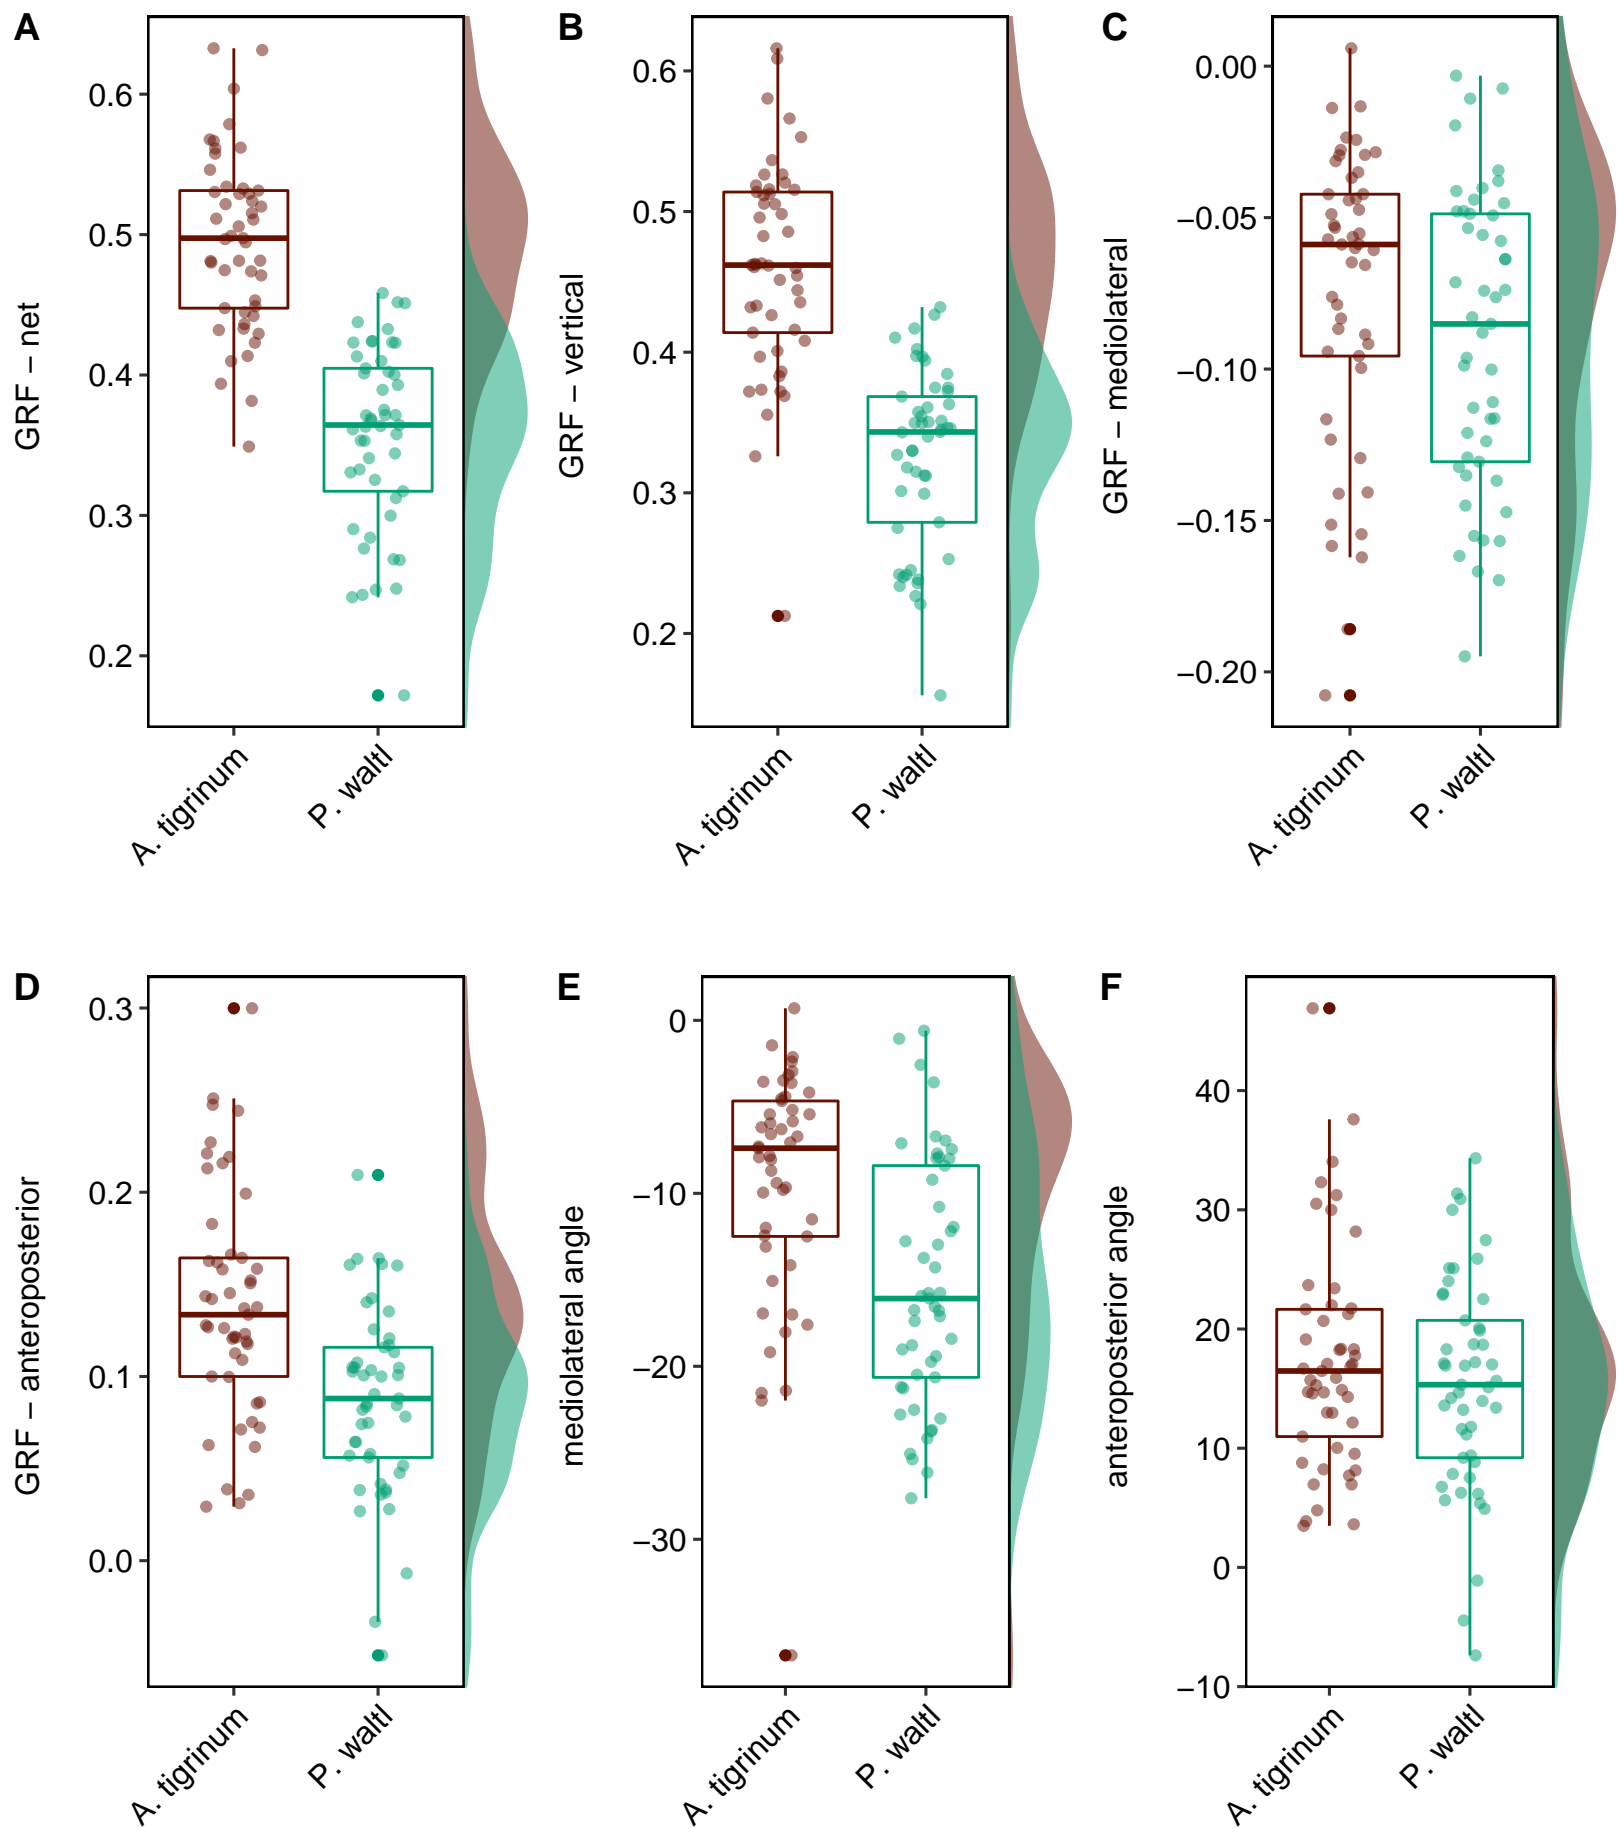 A
GRF – net
0.6
0.5
0.4
0.3
0.2
A. tigrinum
P. waltl
B
GRF – vertical
0.6
0.5
0.4
0.3
0.2
A. tigrinum
P. waltl
C
GRF – mediolateral
0.00
−0.05
−0.10
−0.15
−0.20
A. tigrinum
P. waltl
D
GRF – anteroposterior
0.3
0.2
0.1
0.0
A. tigrinum
P. waltl
E
mediolateral angle
0
−10
−20
−30
A. tigrinum
P. waltl
F
anteroposterior angle
40
30
20
10
0
−10
A. tigrinum
P. waltl